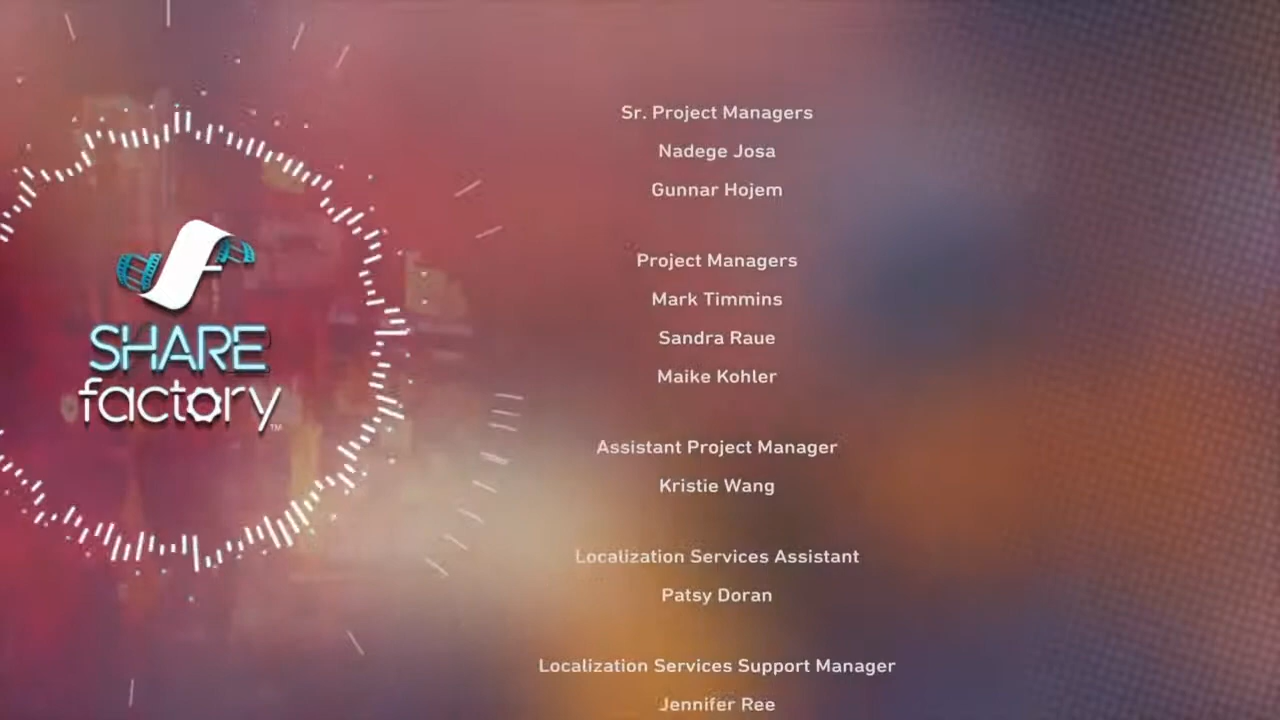 SHARE
factory™
Sr. Project Managers
Nadege Josa
Gunnar Hojem
Project Managers
Mark Timmins
Sandra Raue
Maike Kohler
Assistant Project Manager
Kristie Wang
Localization Services Assistant
Patsy Doran
Localization Services Support Manager
Jennifer Ree